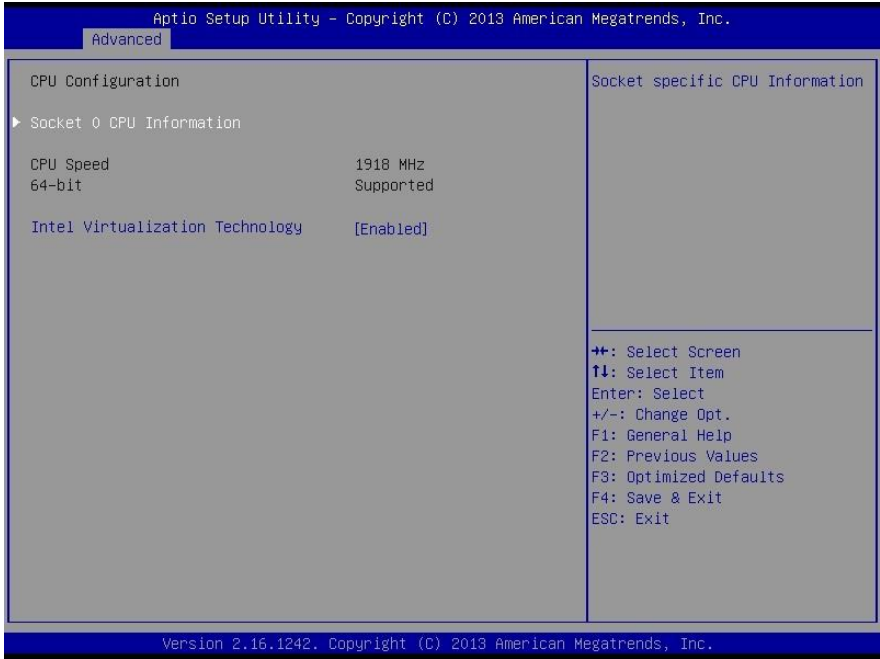 Aptio Setup Utility – Copyright (C) 2013 American Megatrends, Inc.
Advanced
CPU Configuration
Socket 0 CPU Information
CPU Speed 1918 MHz
64-bit Supported
Intel Virtualization Technology [Enabled]
Socket specific CPU Information
→←: Select Screen
↑↓: Select Item
Enter: Select
+/-: Change Opt.
F1: General Help
F2: Previous Values
F3: Optimized Defaults
F4: Save & Exit
ESC: Exit
Version 2.16.1242. Copyright (C) 2013 American Megatrends, Inc.